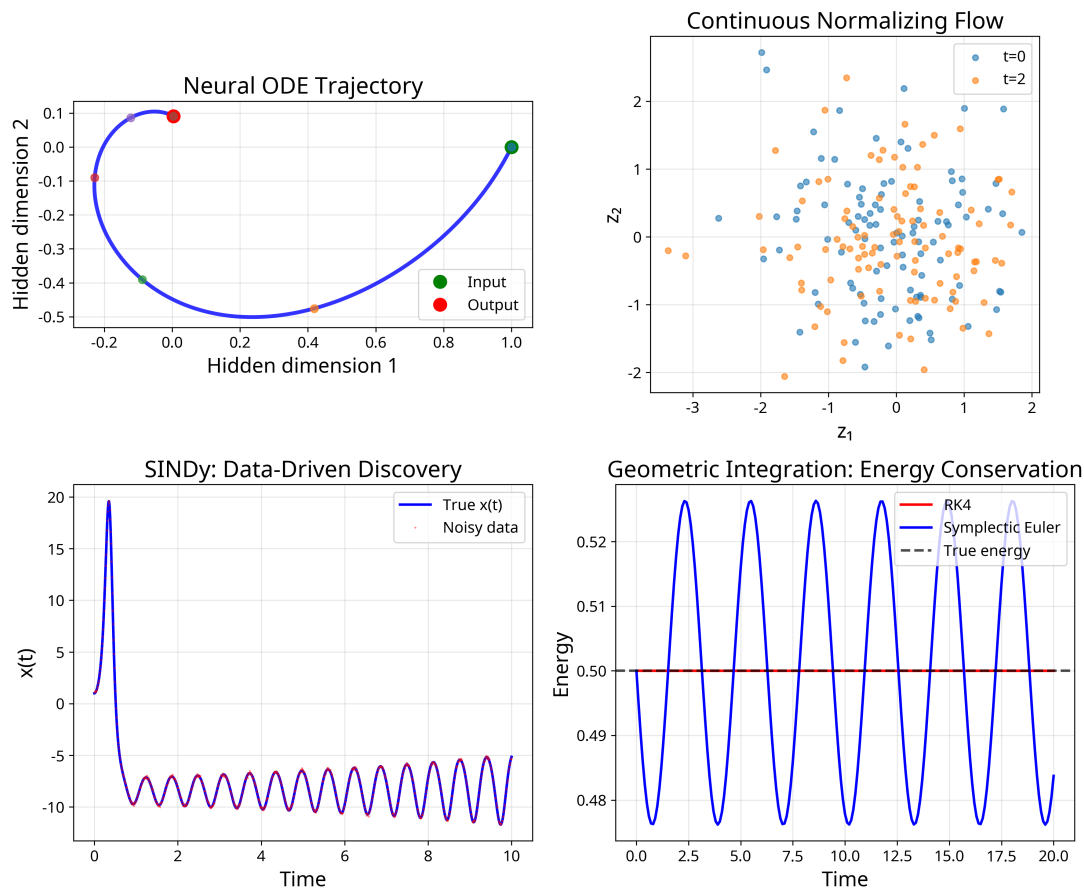 Neural ODE Trajectory
Hidden dimension 2
0.1
0.0
-0.1
-0.2
-0.3
-0.4
-0.5
Input
Output
-0.2 0.0 0.2 0.4 0.6 0.8 1.0
Hidden dimension 1
Continuous Normalizing Flow
z₂
2
1
0
-1
-2
t=0
t=2
-3 -2 -1 0 1 2
z₁
SINDy: Data-Driven Discovery
x(t)
20
15
10
5
0
-5
-10
True x(t)
Noisy data
0 2 4 6 8 10
Time
Geometric Integration: Energy Conservation
Energy
0.52
0.51
0.50
0.49
0.48
RK4
Symplectic Euler
True energy
0.0 2.5 5.0 7.5 10.0 12.5 15.0 17.5 20.0
Time